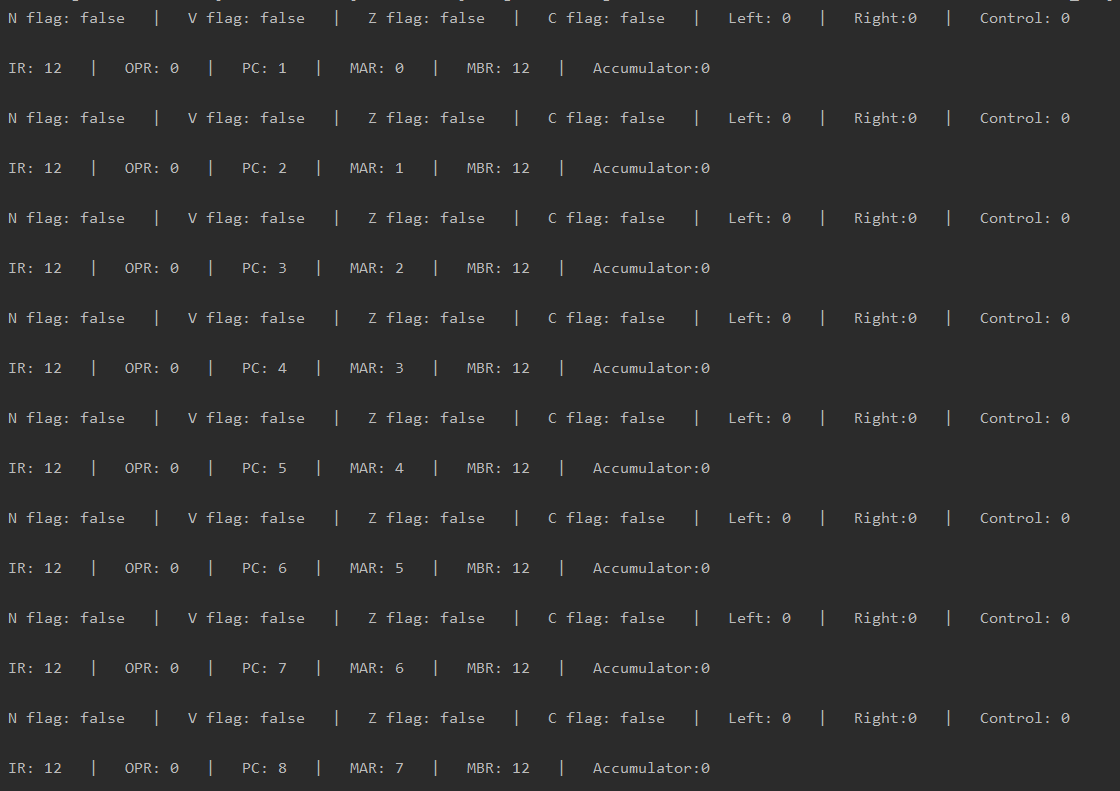 N flag: false | V flag: false | Z flag: false | C flag: false | Left: 0 | Right:0 | Control: 0
IR: 12 | OPR: 0 | PC: 1 | MAR: 0 | MBR: 12 | Accumulator:0
N flag: false | V flag: false | Z flag: false | C flag: false | Left: 0 | Right:0 | Control: 0
IR: 12 | OPR: 0 | PC: 2 | MAR: 1 | MBR: 12 | Accumulator:0
N flag: false | V flag: false | Z flag: false | C flag: false | Left: 0 | Right:0 | Control: 0
IR: 12 | OPR: 0 | PC: 3 | MAR: 2 | MBR: 12 | Accumulator:0
N flag: false | V flag: false | Z flag: false | C flag: false | Left: 0 | Right:0 | Control: 0
IR: 12 | OPR: 0 | PC: 4 | MAR: 3 | MBR: 12 | Accumulator:0
N flag: false | V flag: false | Z flag: false | C flag: false | Left: 0 | Right:0 | Control: 0
IR: 12 | OPR: 0 | PC: 5 | MAR: 4 | MBR: 12 | Accumulator:0
N flag: false | V flag: false | Z flag: false | C flag: false | Left: 0 | Right:0 | Control: 0
IR: 12 | OPR: 0 | PC: 6 | MAR: 5 | MBR: 12 | Accumulator:0
N flag: false | V flag: false | Z flag: false | C flag: false | Left: 0 | Right:0 | Control: 0
IR: 12 | OPR: 0 | PC: 7 | MAR: 6 | MBR: 12 | Accumulator:0
N flag: false | V flag: false | Z flag: false | C flag: false | Left: 0 | Right:0 | Control: 0
IR: 12 | OPR: 0 | PC: 8 | MAR: 7 | MBR: 12 | Accumulator:0